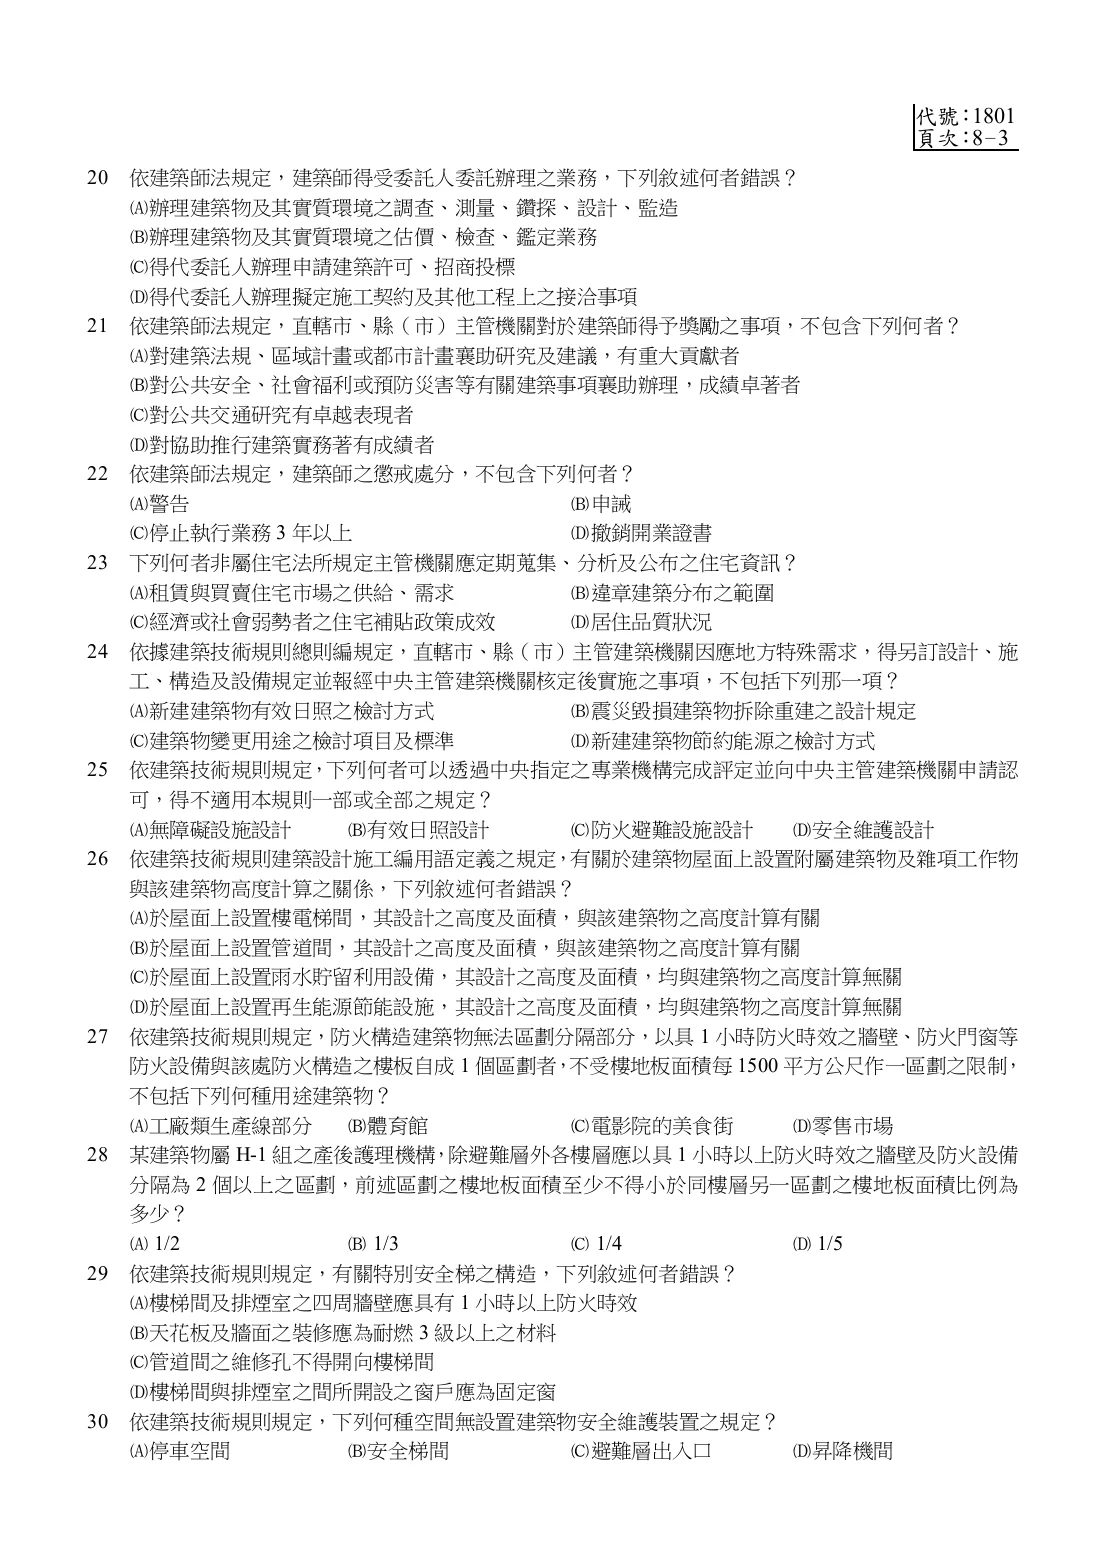 代號：1801
頁次：8－3
20 依建築師法規定，建築師得受委託人委託辦理之業務，下列敘述何者錯誤？
(A)辦理建築物及其實質環境之調查、測量、鑽探、設計、監造
(B)辦理建築物及其實質環境之估價、檢查、鑑定業務
(C)得代委託人辦理申請建築許可、招商投標
(D)得代委託人辦理擬定施工契約及其他工程上之接洽事項
21 依建築師法規定，直轄市、縣（市）主管機關對於建築師得予獎勵之事項，不包含下列何者？
(A)對建築法規、區域計畫或都市計畫襄助研究及建議，有重大貢獻者
(B)對公共安全、社會福利或預防災害等有關建築事項襄助辦理，成績卓著者
(C)對公共交通研究有卓越表現者
(D)對協助推行建築實務著有成績者
22 依建築師法規定，建築師之懲戒處分，不包含下列何者？
(A)警告 (B)申誡
(C)停止執行業務 3 年以上 (D)撤銷開業證書
23 下列何者非屬住宅法所規定主管機關應定期蒐集、分析及公布之住宅資訊？
(A)租賃與買賣住宅市場之供給、需求 (B)違章建築分布之範圍
(C)經濟或社會弱勢者之住宅補貼政策成效 (D)居住品質狀況
24 依據建築技術規則總則編規定，直轄市、縣（市）主管建築機關因應地方特殊需求，得另訂設計、施
工、構造及設備規定並報經中央主管建築機關核定後實施之事項，不包括下列那一項？
(A)新建建築物有效日照之檢討方式 (B)震災毀損建築物拆除重建之設計規定
(C)建築物變更用途之檢討項目及標準 (D)新建建築物節約能源之檢討方式
25 依建築技術規則規定，下列何者可以透過中央指定之專業機構完成評定並向中央主管建築機關申請認
可，得不適用本規則一部或全部之規定？
(A)無障礙設施設計 (B)有效日照設計 (C)防火避難設施設計 (D)安全維護設計
26 依建築技術規則建築設計施工編用語定義之規定，有關於建築物屋面上設置附屬建築物及雜項工作物
與該建築物高度計算之關係，下列敘述何者錯誤？
(A)於屋面上設置樓電梯間，其設計之高度及面積，與該建築物之高度計算有關
(B)於屋面上設置管道間，其設計之高度及面積，與該建築物之高度計算有關
(C)於屋面上設置雨水貯留利用設備，其設計之高度及面積，均與建築物之高度計算無關
(D)於屋面上設置再生能源節能設施，其設計之高度及面積，均與建築物之高度計算無關
27 依建築技術規則規定，防火構造建築物無法區劃分隔部分，以具 1 小時防火時效之牆壁、防火門窗等
防火設備與該處防火構造之樓板自成 1 個區劃者，不受樓地板面積每 1500 平方公尺作一區劃之限制，
不包括下列何種用途建築物？
(A)工廠類生產線部分 (B)體育館 (C)電影院的美食街 (D)零售市場
28 某建築物屬 H-1 組之產後護理機構，除避難層外各樓層應以具 1 小時以上防火時效之牆壁及防火設備
分隔為 2 個以上之區劃，前述區劃之樓地板面積至少不得小於同樓層另一區劃之樓地板面積比例為
多少？
(A) 1/2 (B) 1/3 (C) 1/4 (D) 1/5
29 依建築技術規則規定，有關特別安全梯之構造，下列敘述何者錯誤？
(A)樓梯間及排煙室之四周牆壁應具有 1 小時以上防火時效
(B)天花板及牆面之裝修應為耐燃 3 級以上之材料
(C)管道間之維修孔不得開向樓梯間
(D)樓梯間與排煙室之間所開設之窗戶應為固定窗
30 依建築技術規則規定，下列何種空間無設置建築物安全維護裝置之規定？
(A)停車空間 (B)安全梯間 (C)避難層出入口 (D)昇降機間